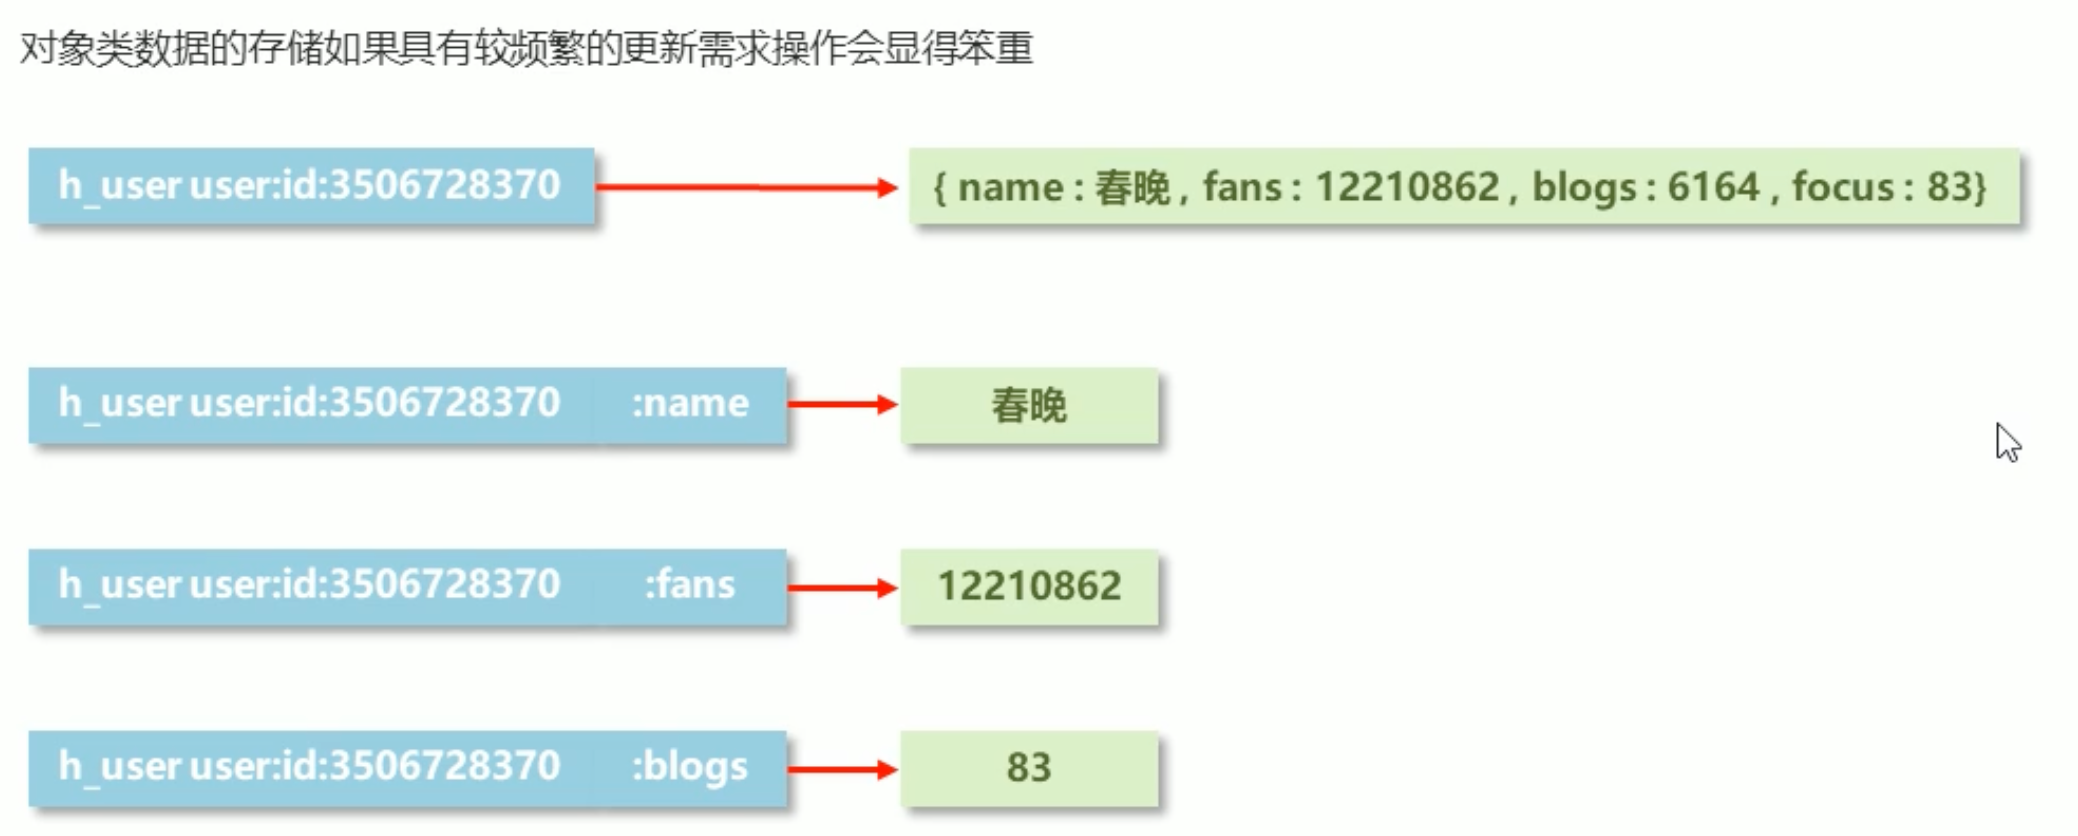 对象类数据的存储如果具有较频繁的更新需求操作会显得笨重
h_user user:id:3506728370 { name : 春晚 , fans : 12210862 , blogs : 6164 , focus : 83}
h_user user:id:3506728370 :name 春晚
h_user user:id:3506728370 :fans 12210862
h_user user:id:3506728370 :blogs 83